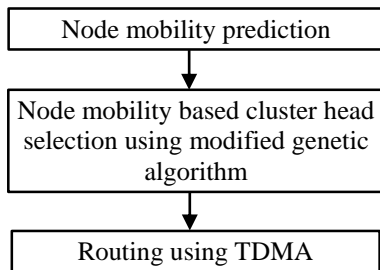 Node mobility prediction
Node mobility based cluster head
selection using modified genetic
algorithm
Routing using TDMA